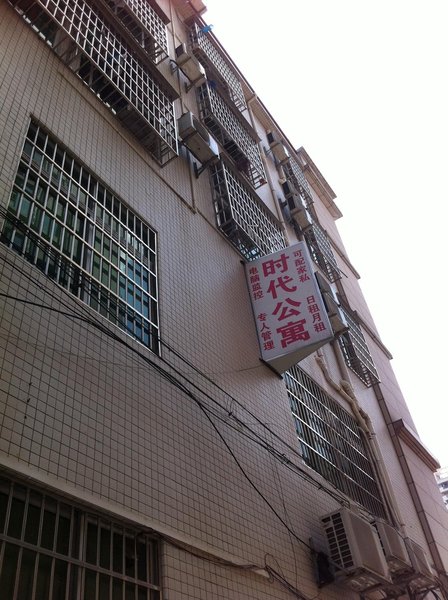 可配家私 日租月租
时代公寓
电脑监控 专人管理